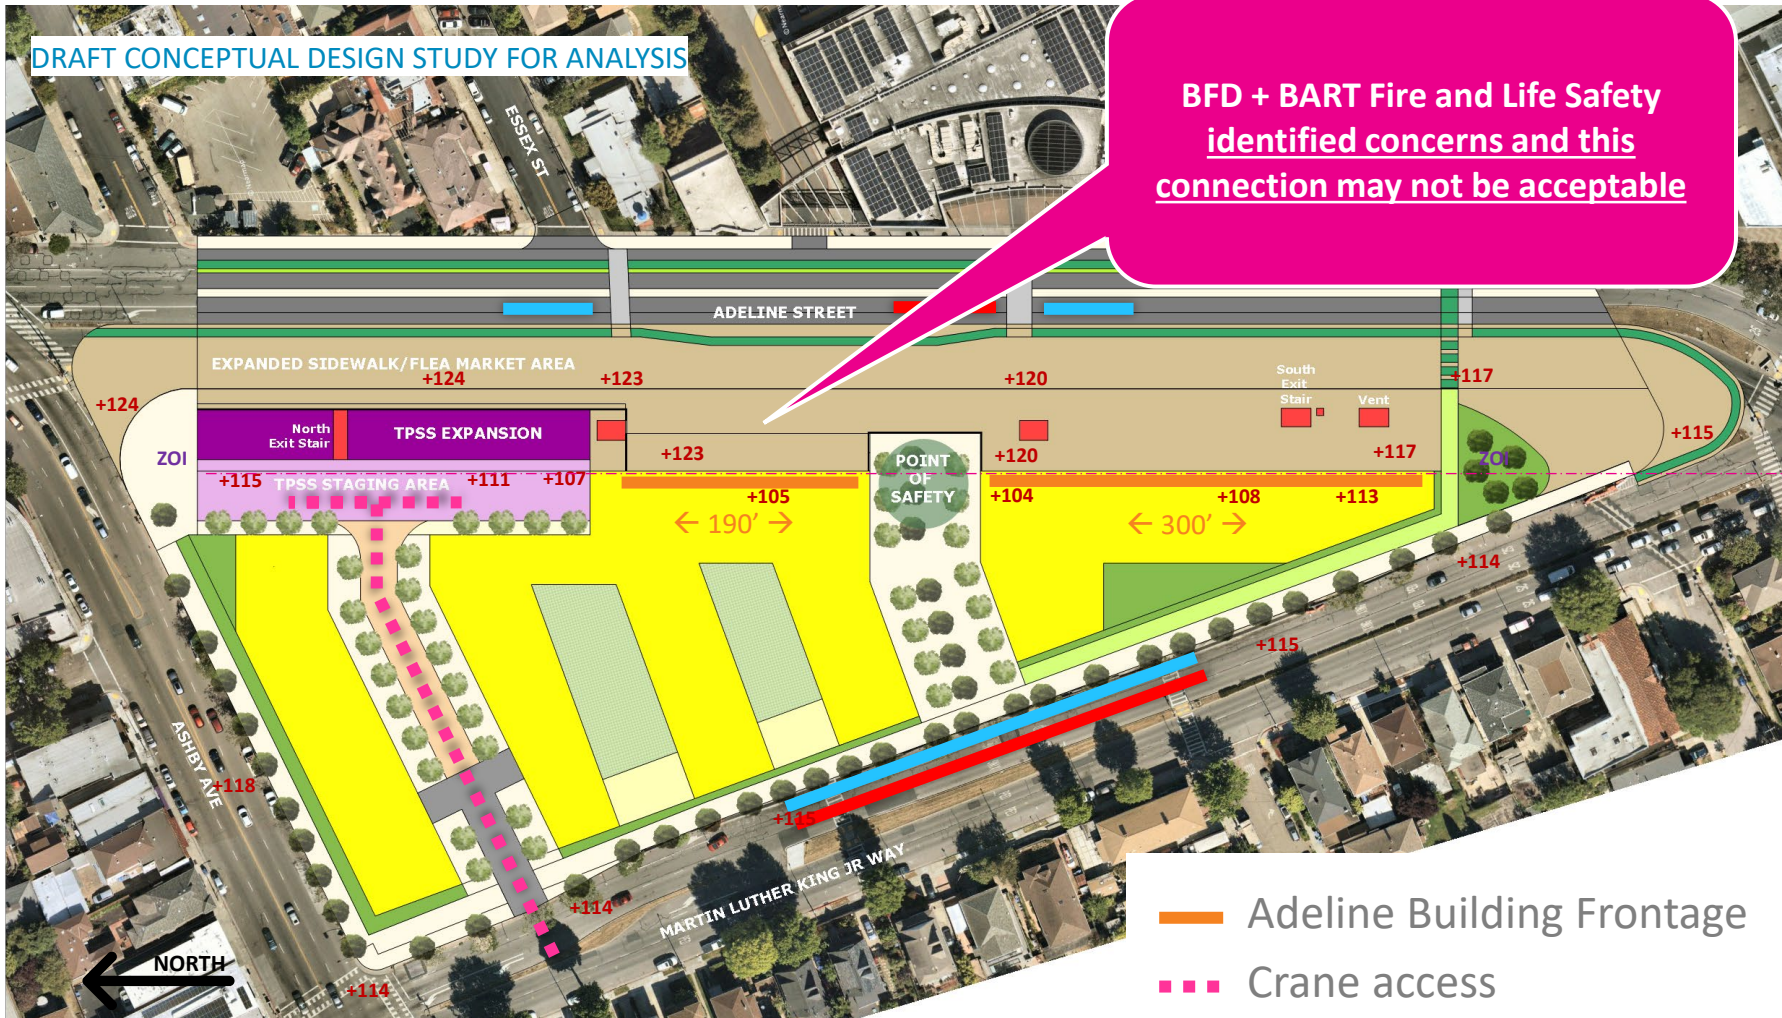 DRAFT CONCEPTUAL DESIGN STUDY FOR ANALYSIS
BFD + BART Fire and Life Safety
identified concerns and this
connection may not be acceptable
ESSEX ST
ADELINE STREET
EXPANDED SIDEWALK/FLEA MARKET AREA
+124
+123
+120
South
Exit
Stair
Vent
+117
+124
North
Exit Stair
TPSS EXPANSION
ZOI
+115
TPSS STAGING AREA
+111
+107
+123
+105
POINT
OF
SAFETY
+120
+104
+117
+108
+113
ZOI
+115
← 190’ →
← 300’ →
+114
+115
ASHBY AVE
+118
+115
MARTIN LUTHER KING JR WAY
+114
+114
NORTH
Adeline Building Frontage
Crane access